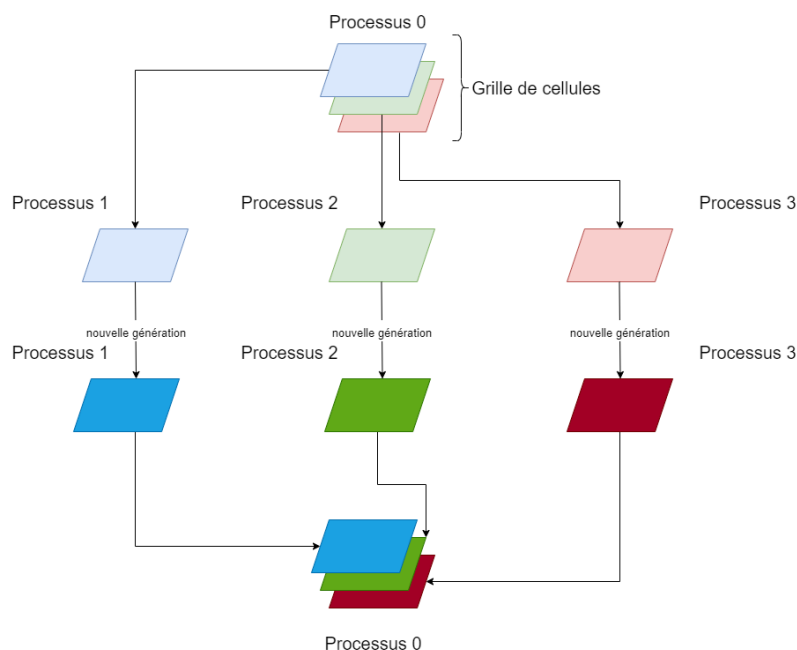 Processus 0
Grille de cellules
Processus 1
Processus 2
Processus 3
nouvelle génération
nouvelle génération
nouvelle génération
Processus 1
Processus 2
Processus 3
Processus 0